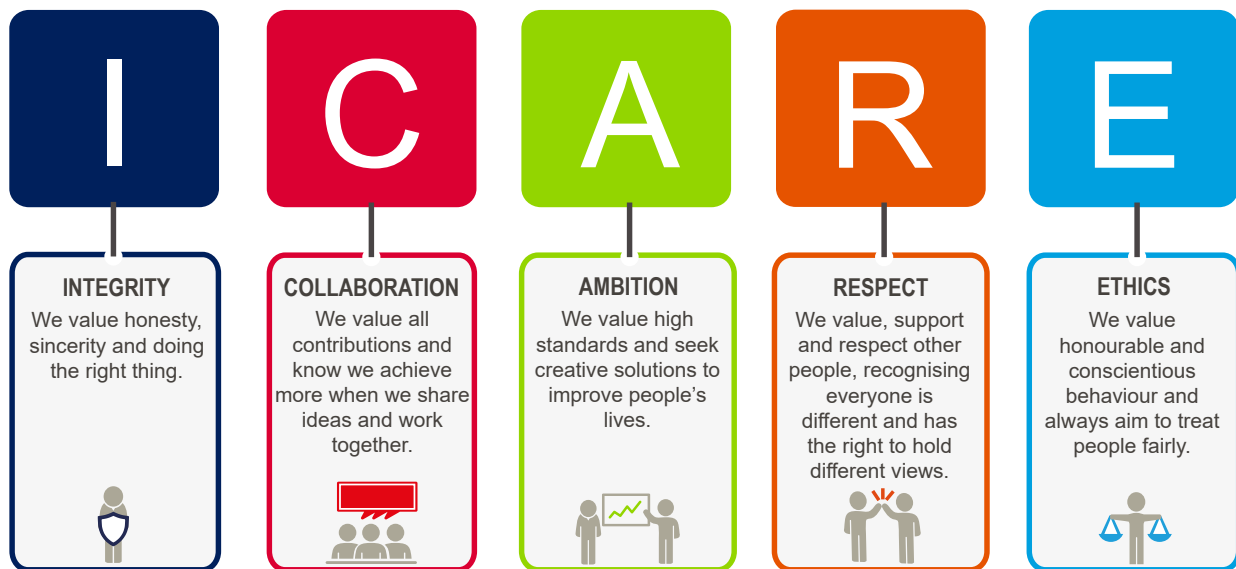 I
C
A
R
E
INTEGRITY
We value honesty,
sincerity and doing
the right thing.
COLLABORATION
We value all
contributions and
know we achieve
more when we share
ideas and work
together.
AMBITION
We value high
standards and seek
creative solutions to
improve people’s
lives.
RESPECT
We value, support
and respect other
people, recognising
everyone is
different and has
the right to hold
different views.
ETHICS
We value
honourable and
conscientious
behaviour and
always aim to treat
people fairly.